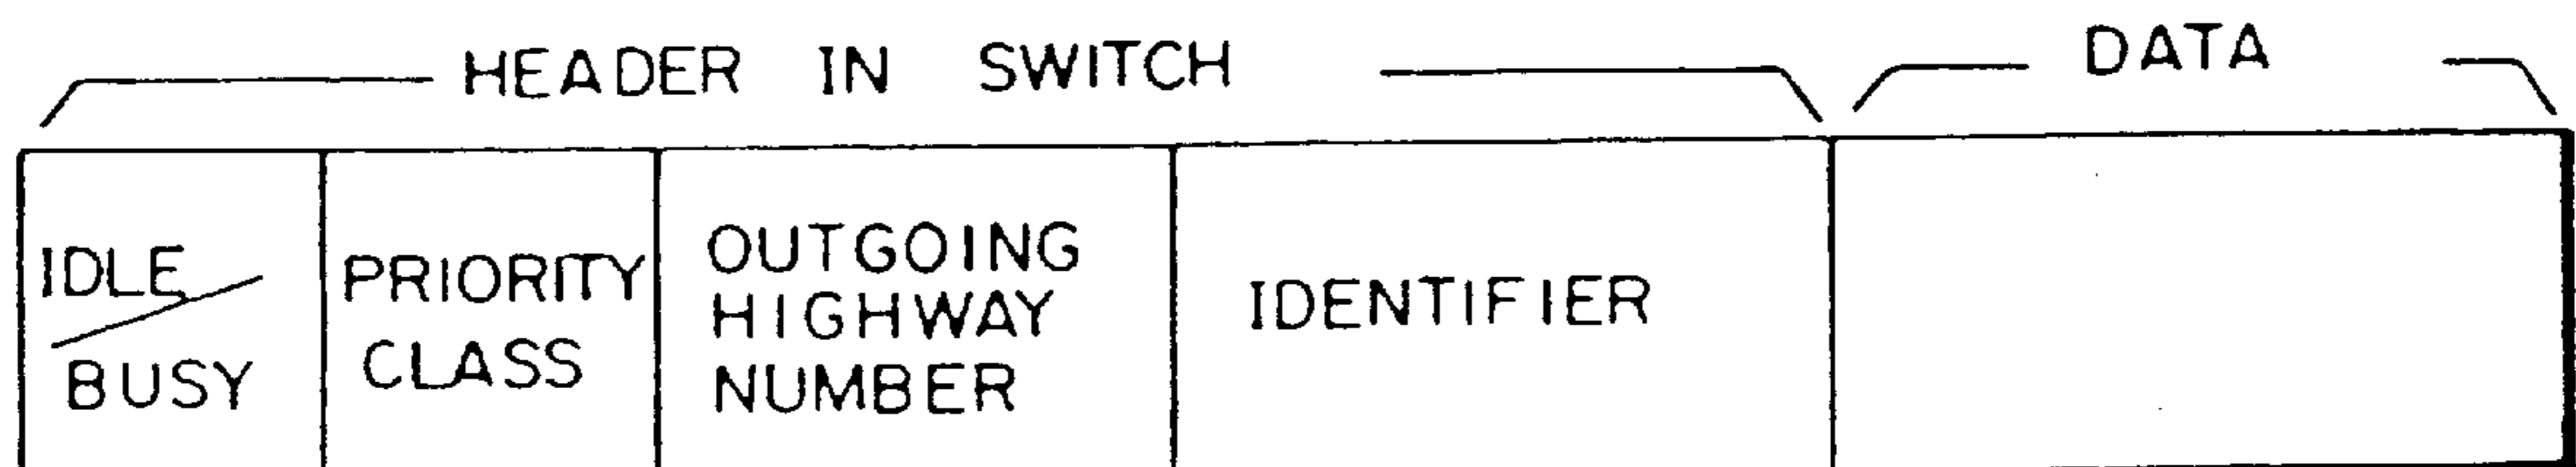 HEADER IN SWITCH
DATA
IDLE/
BUSY
PRIORITY
CLASS
OUTGOING
HIGHWAY
NUMBER
IDENTIFIER